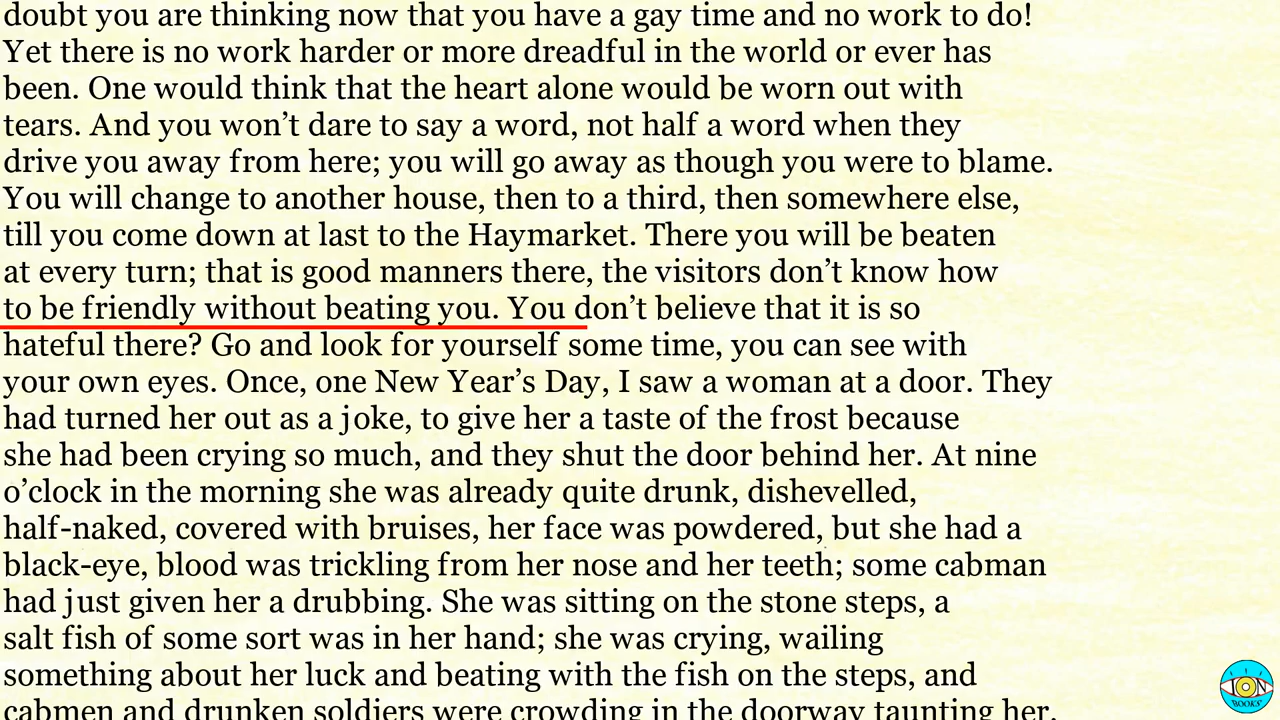 doubt you are thinking now that you have a gay time and no work to do!
Yet there is no work harder or more dreadful in the world or ever has
been. One would think that the heart alone would be worn out with
tears. And you won’t dare to say a word, not half a word when they
drive you away from here; you will go away as though you were to blame.
You will change to another house, then to a third, then somewhere else,
till you come down at last to the Haymarket. There you will be beaten
at every turn; that is good manners there, the visitors don’t know how
to be friendly without beating you. You don’t believe that it is so
hateful there? Go and look for yourself some time, you can see with
your own eyes. Once, one New Year’s Day, I saw a woman at a door. They
had turned her out as a joke, to give her a taste of the frost because
she had been crying so much, and they shut the door behind her. At nine
o’clock in the morning she was already quite drunk, dishevelled,
half-naked, covered with bruises, her face was powdered, but she had a
black-eye, blood was trickling from her nose and her teeth; some cabman
had just given her a drubbing. She was sitting on the stone steps, a
salt fish of some sort was in her hand; she was crying, wailing
something about her luck and beating with the fish on the steps, and
cabmen and drunken soldiers were crowding in the doorway taunting her.
ION
BOOKS